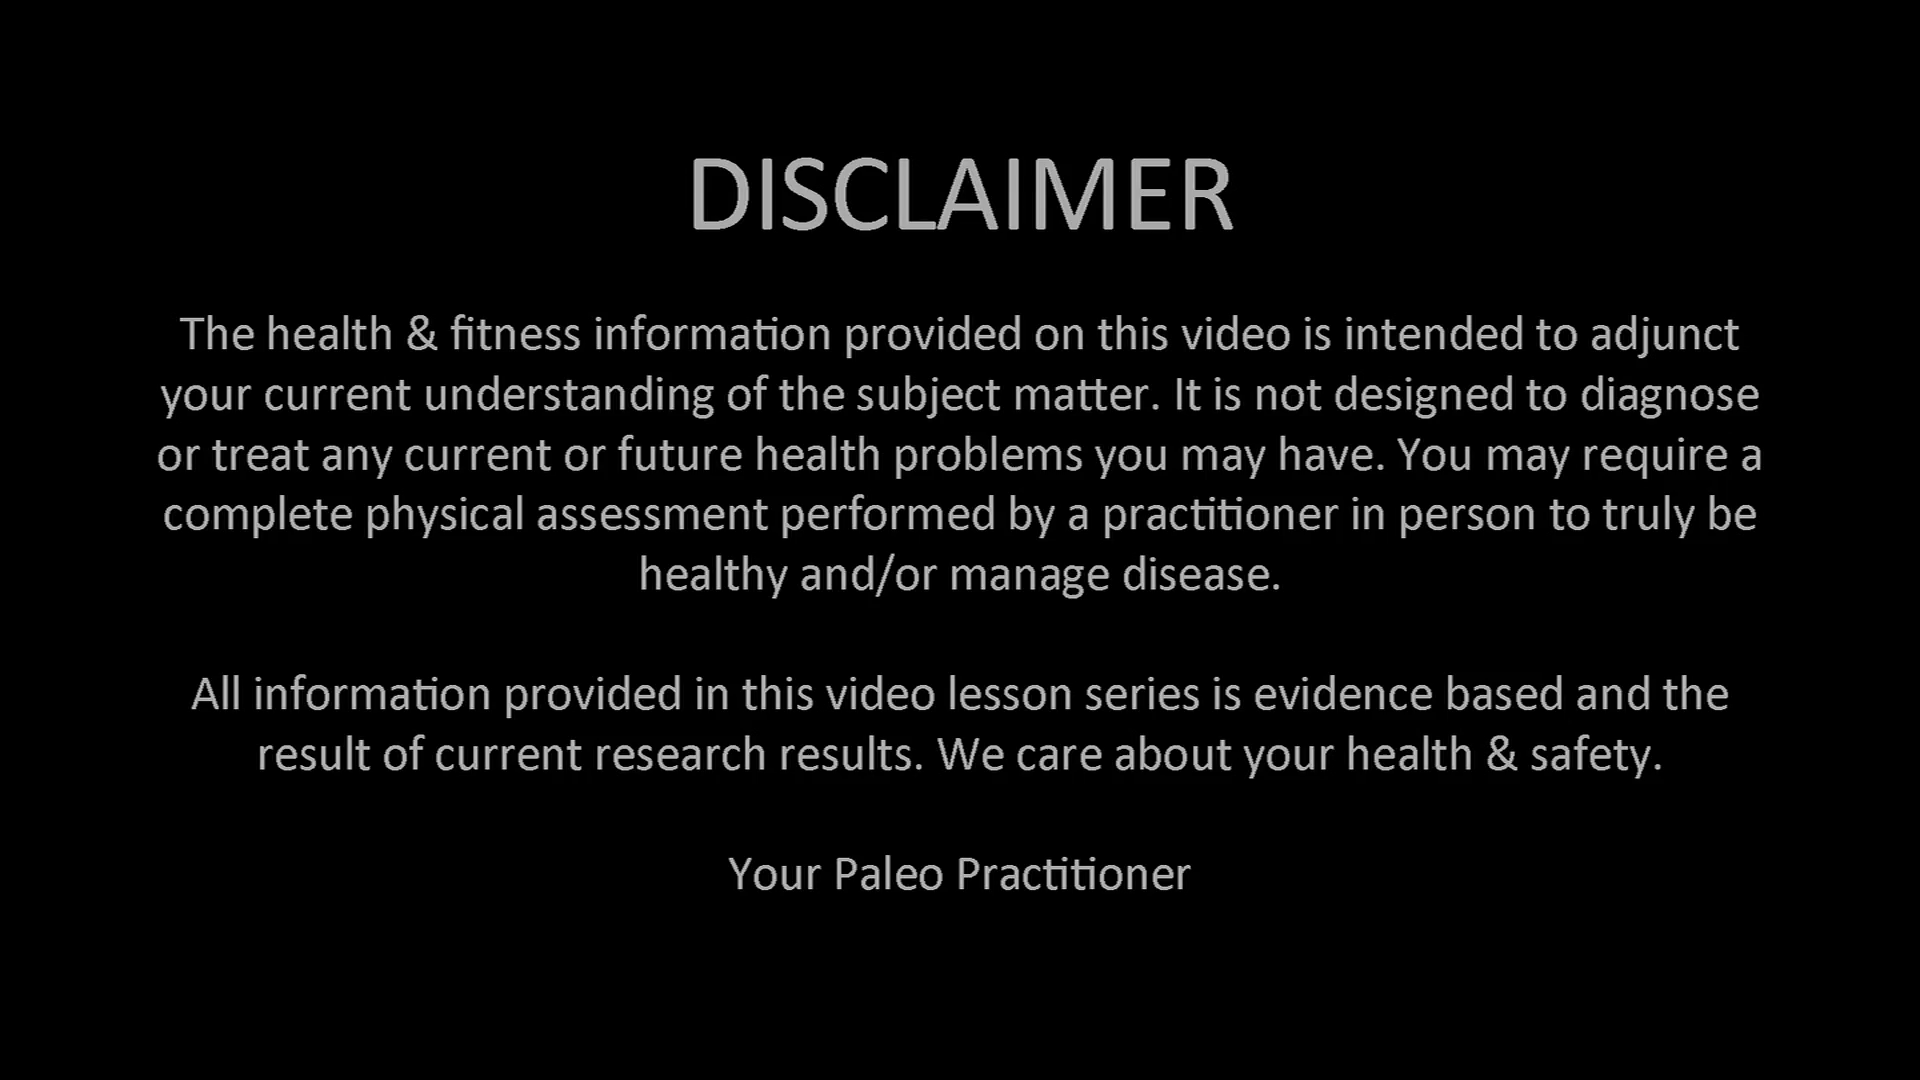 DISCLAIMER
The health & fitness information provided on this video is intended to adjunct
your current understanding of the subject matter. It is not designed to diagnose
or treat any current or future health problems you may have. You may require a
complete physical assessment performed by a practitioner in person to truly be
healthy and/or manage disease.
All information provided in this video lesson series is evidence based and the
result of current research results. We care about your health & safety.
Your Paleo Practitioner